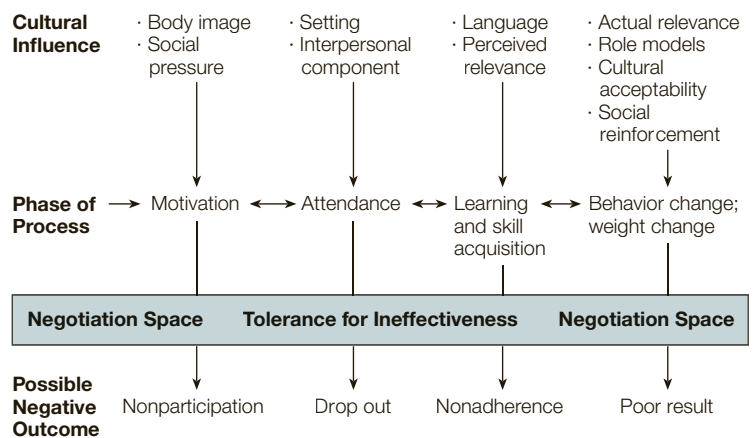 Cultural
Influence
· Body image
· Social
pressure
· Setting
· Interpersonal
component
· Language
· Perceived
relevance
· Actual relevance
· Role models
· Cultural
acceptability
· Social
reinforcement
Phase of
Process
Motivation
Attendance
Learning
and skill
acquisition
Behavior change;
weight change
Negotiation Space
Tolerance for Ineffectiveness
Negotiation Space
Possible
Negative
Outcome
Nonparticipation
Drop out
Nonadherence
Poor result